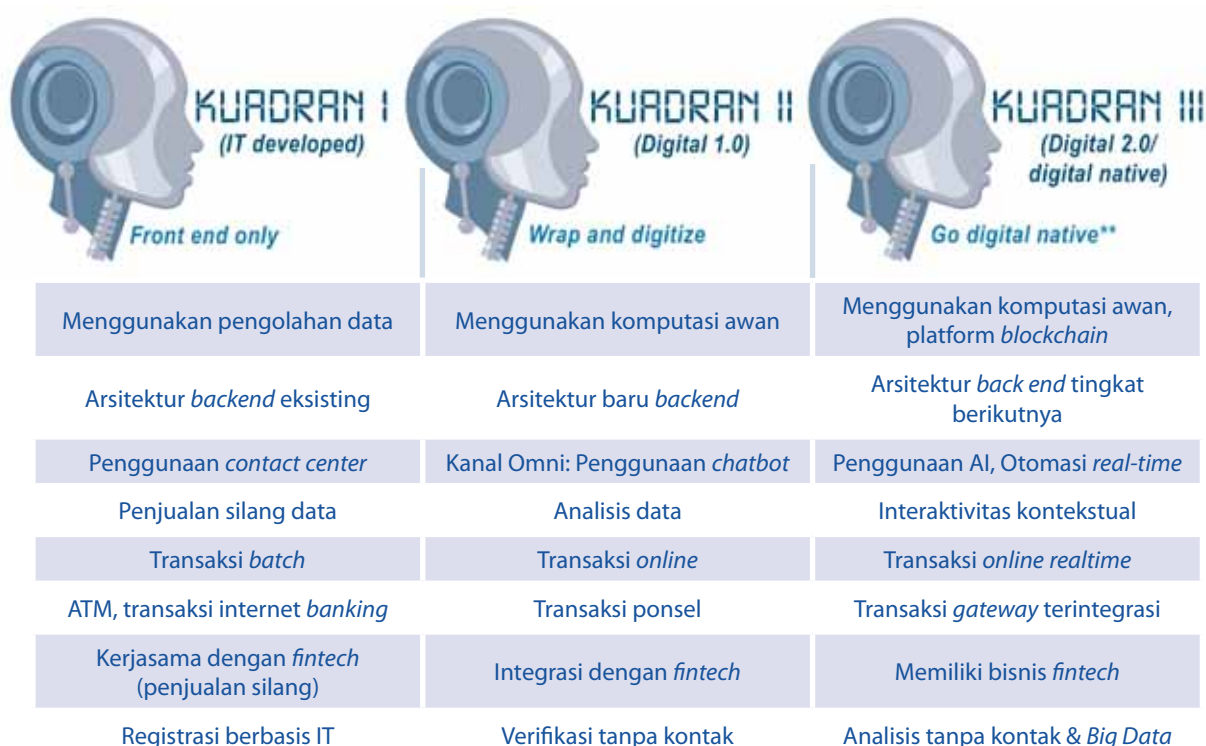 KUADRAN I
(IT developed)
Front end only
KUADRAN II
(Digital 1.0)
Wrap and digitize
KUADRAN III
(Digital 2.0/
digital native)
Go digital native**
Menggunakan pengolahan data
Menggunakan komputasi awan
Menggunakan komputasi awan,
platform blockchain
Arsitektur backend eksisting
Arsitektur baru backend
Arsitektur back end tingkat
berikutnya
Penggunaan contact center
Kanal Omni: Penggunaan chatbot
Penggunaan AI, Otomasi real-time
Penjualan silang data
Analisis data
Interaktivitas kontekstual
Transaksi batch
Transaksi online
Transaksi online realtime
ATM, transaksi internet banking
Transaksi ponsel
Transaksi gateway terintegrasi
Kerjasama dengan fintech
(penjualan silang)
Integrasi dengan fintech
Memiliki bisnis fintech
Registrasi berbasis IT
Verifikasi tanpa kontak
Analisis tanpa kontak & Big Data